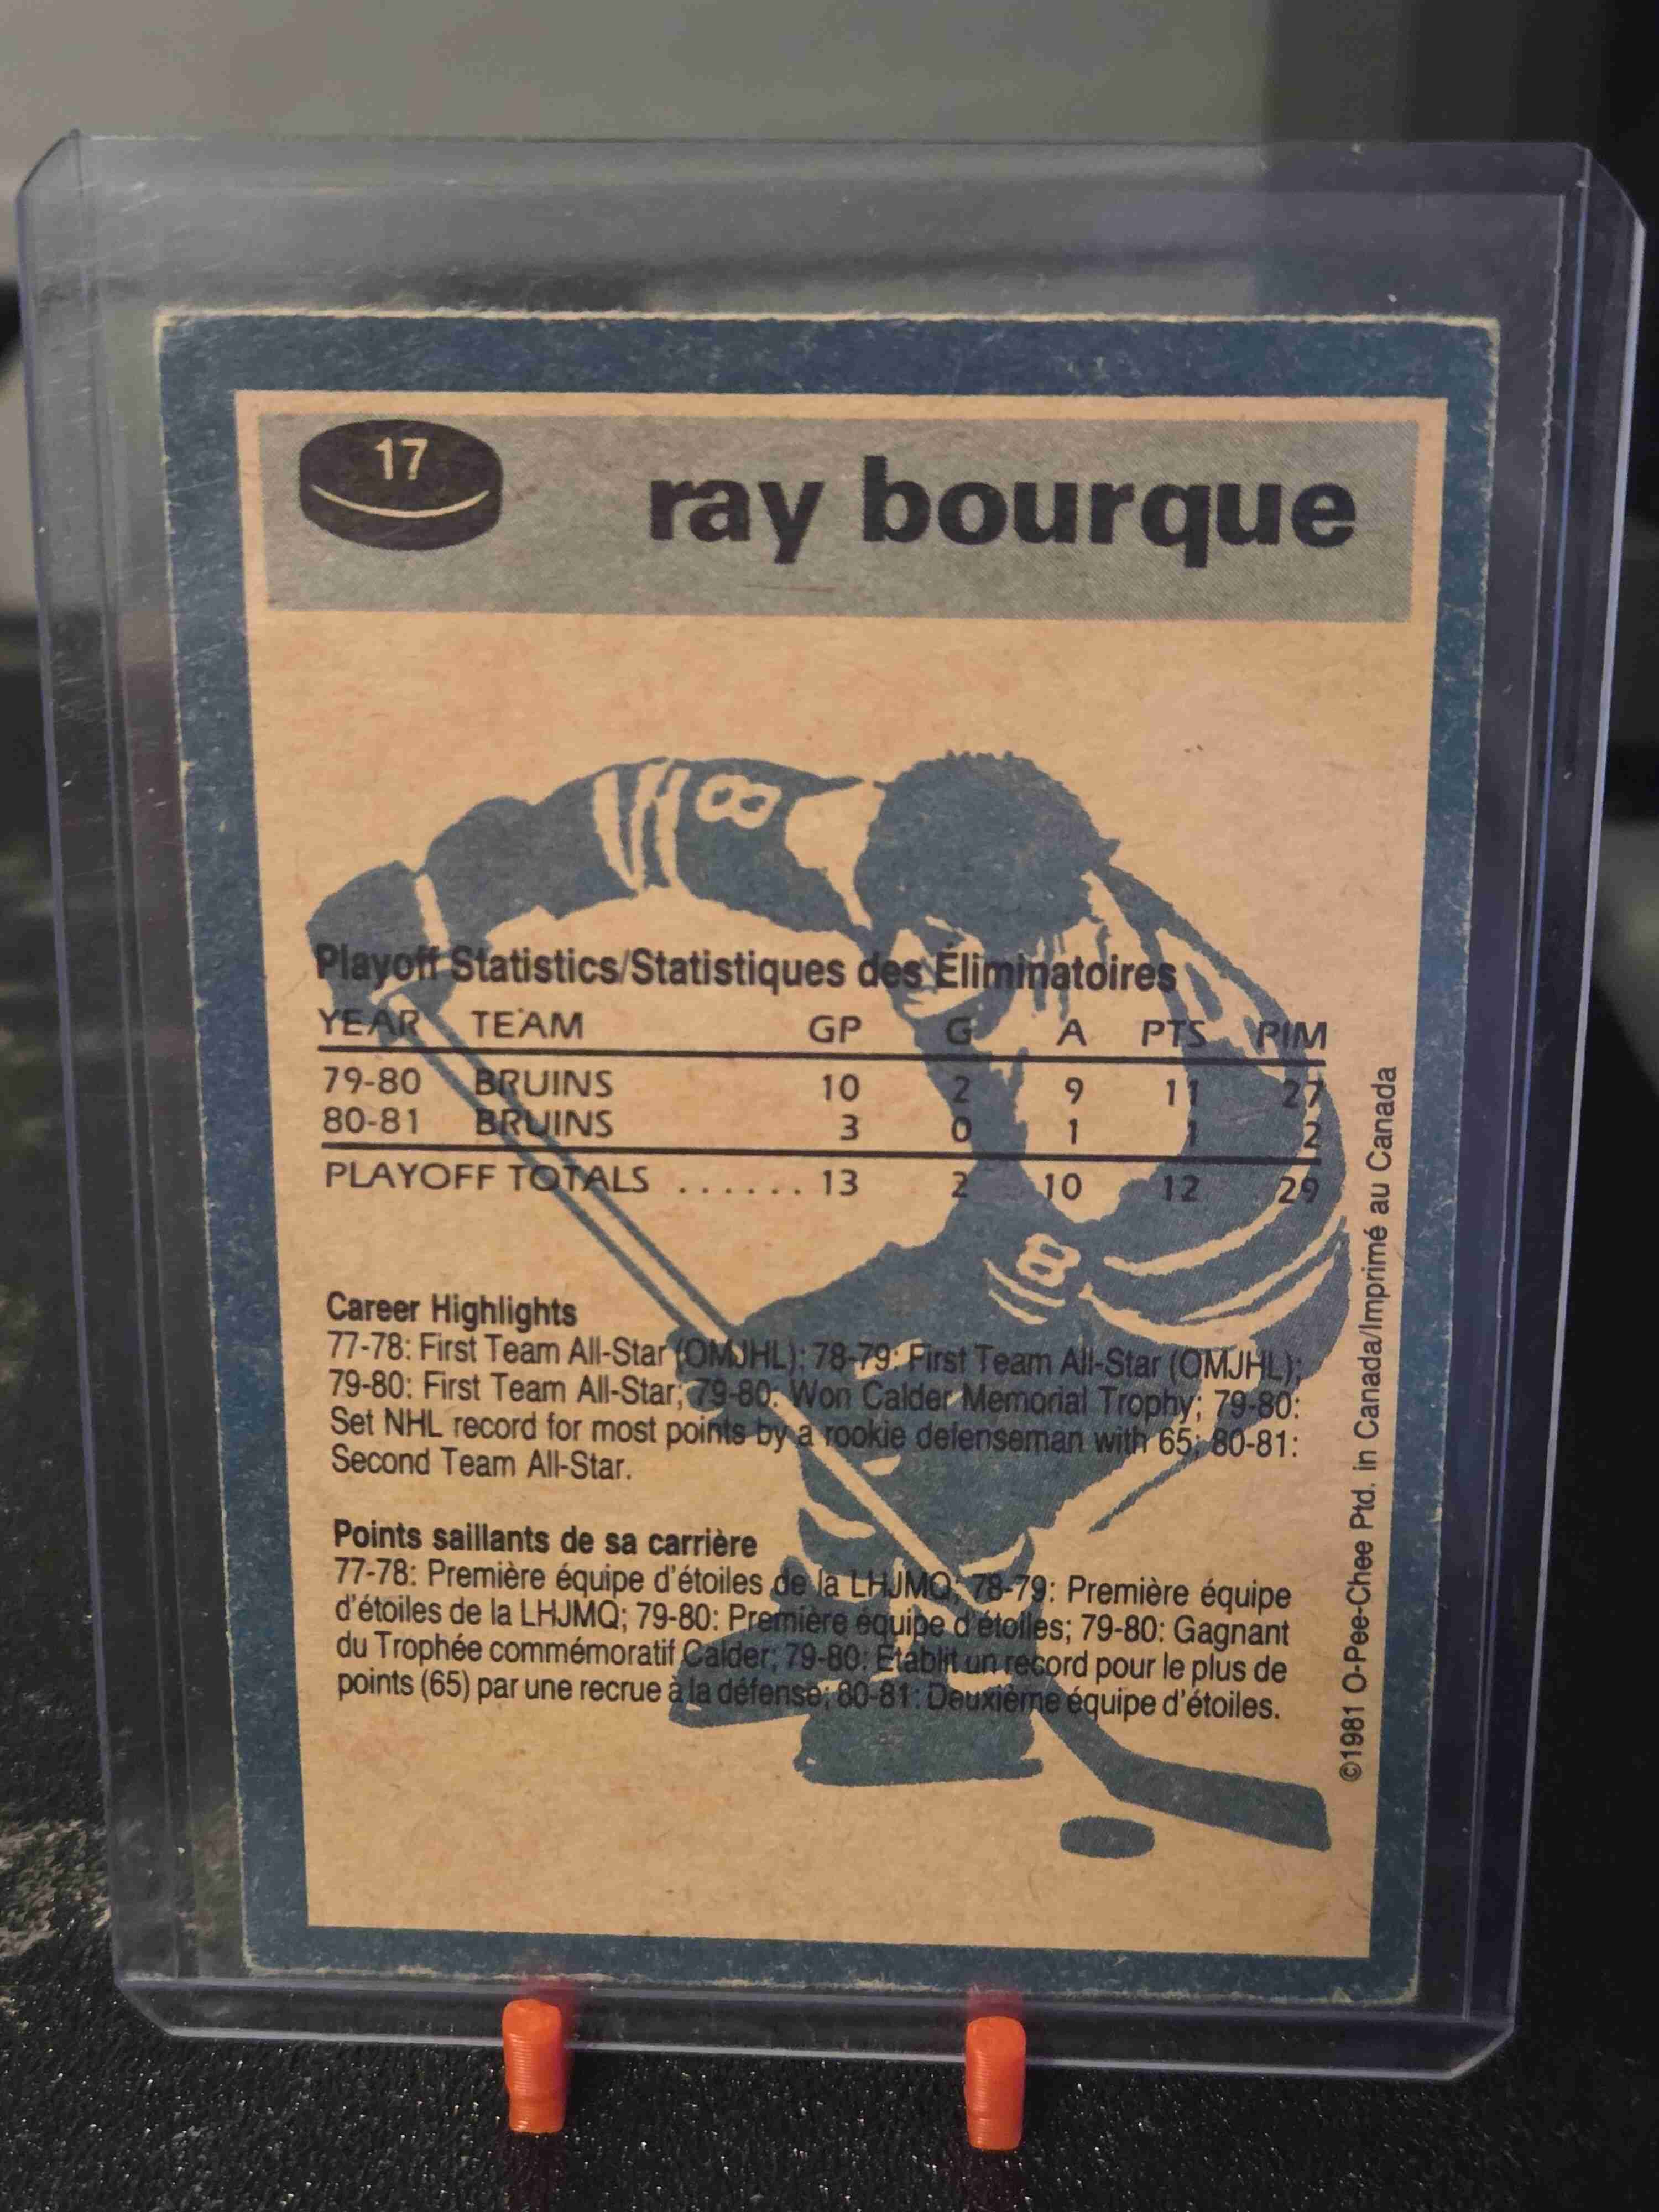 17
ray bourque
8
Playoff Statistics/Statistiques des Éliminatoires
YEAR TEAM GP G A PTS PIM
79-80 BRUINS 10 2 9 11 27
80-81 BRUINS 3 0 1 1 2
PLAYOFF TOTALS ...... 13 2 10 12 29
8
Career Highlights
77-78: First Team All-Star (OMJHL); 78-79: First Team All-Star (OMJHL);
79-80: First Team All-Star; 79-80: Won Calder Memorial Trophy; 79-80:
Set NHL record for most points by a rookie defenseman with 65; 80-81:
Second Team All-Star.
Points saillants de sa carrière
77-78: Première équipe d'étoiles de la LHJMQ; 78-79: Première équipe
d'étoiles de la LHJMQ; 79-80: Première équipe d'étoiles; 79-80: Gagnant
du Trophée commémoratif Calder; 79-80: Établit un record pour le plus de
points (65) par une recrue à la défense; 80-81: Deuxième équipe d'étoiles.
©1981 O-Pee-Chee Ptd. in Canada/Imprimé au Canada